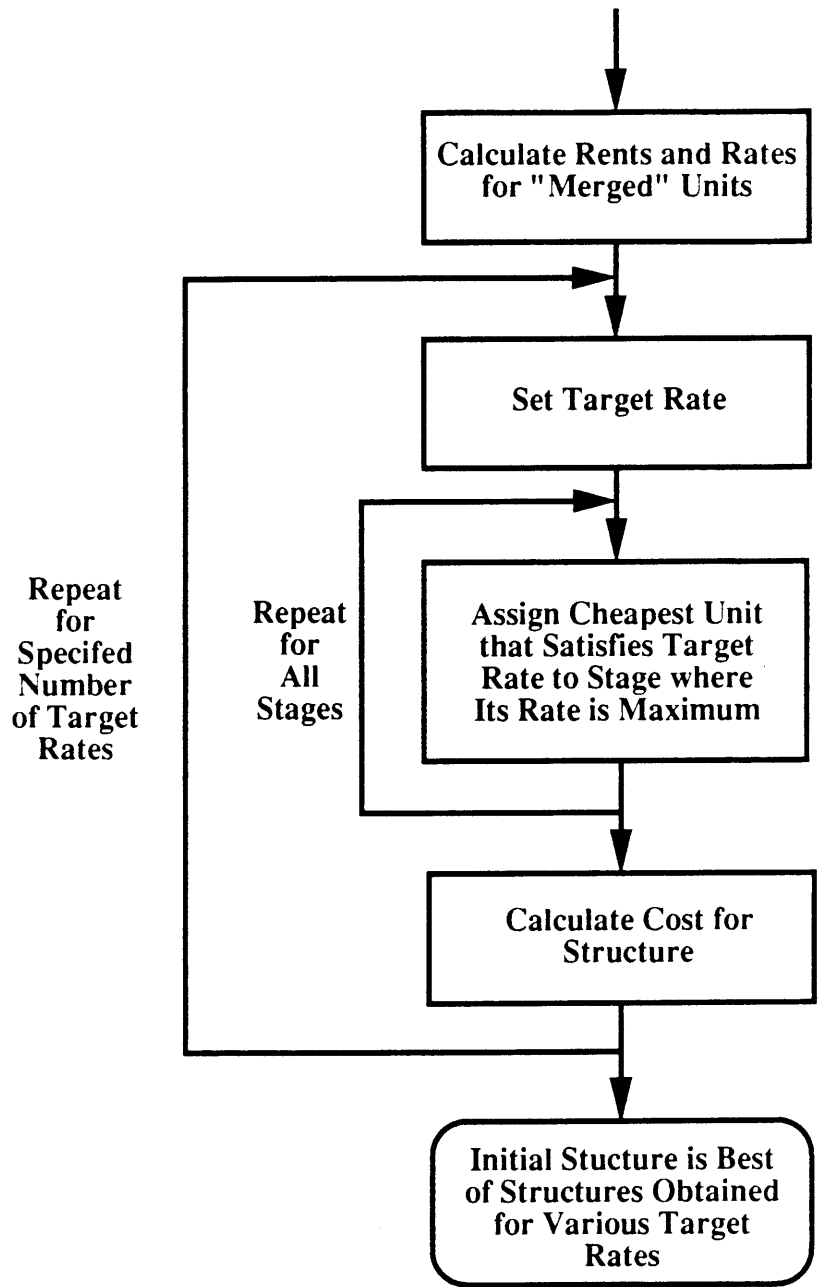 Calculate Rents and Rates
for "Merged" Units
Set Target Rate
Repeat
for
Specifed
Number
of Target
Rates
Repeat
for
All
Stages
Assign Cheapest Unit
that Satisfies Target
Rate to Stage where
Its Rate is Maximum
Calculate Cost for
Structure
Initial Stucture is Best
of Structures Obtained
for Various Target
Rates